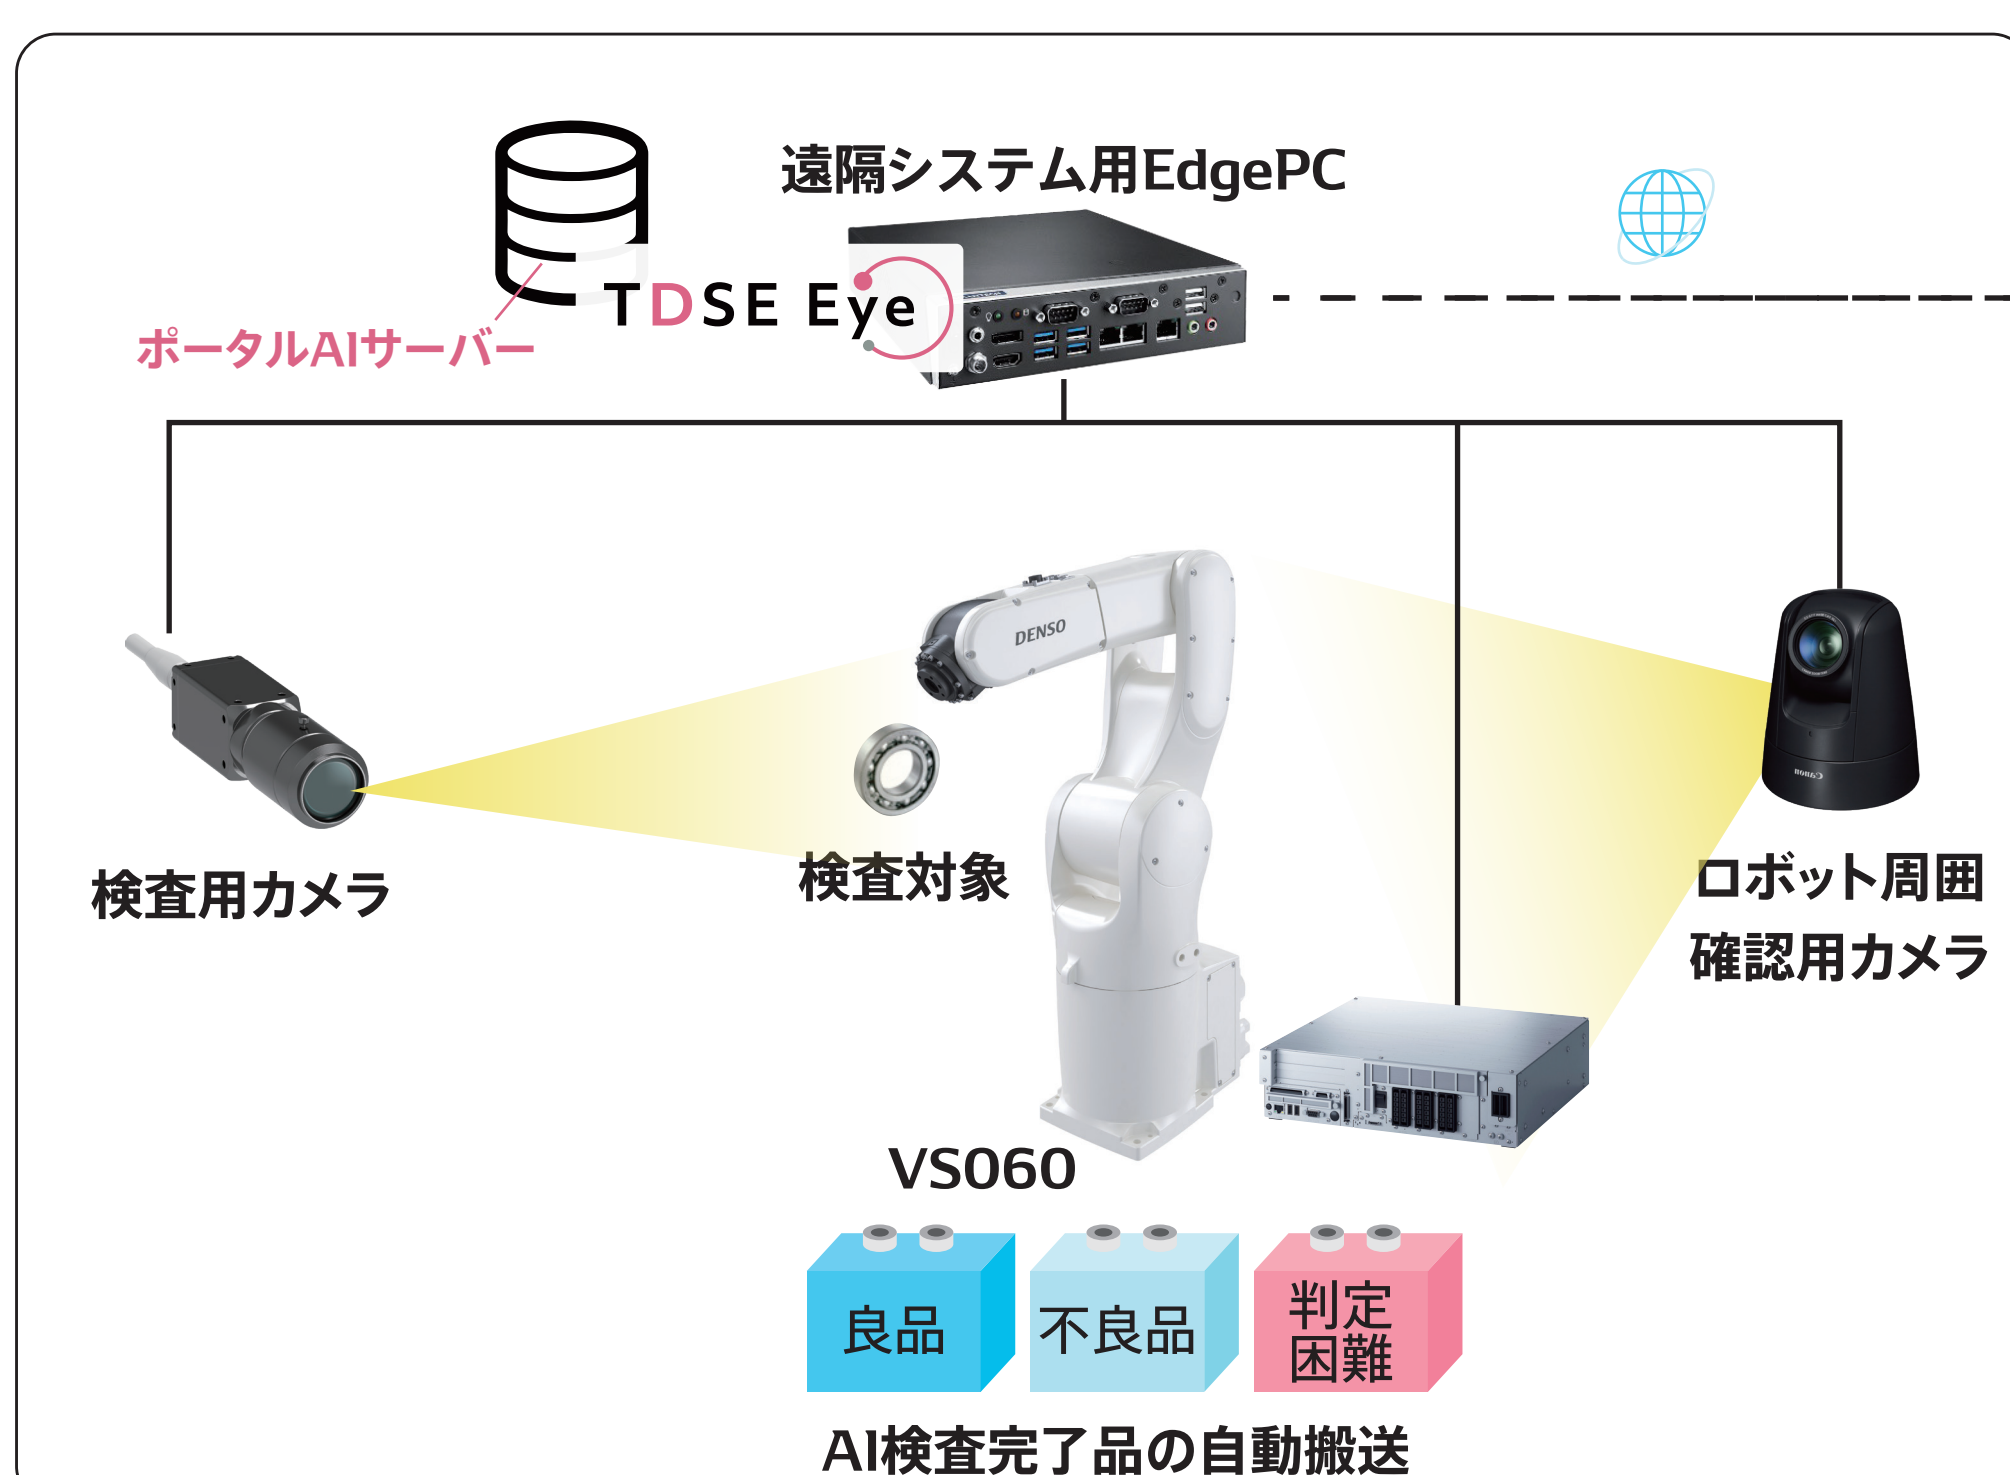 遠隔システム用EdgePC
TDSE Eye
ポータルAIサーバー
DENSO
Canon
検査用カメラ
検査対象
ロボット周囲
確認用カメラ
VS060
良品
不良品
判定
困難
AI検査完了品の自動搬送